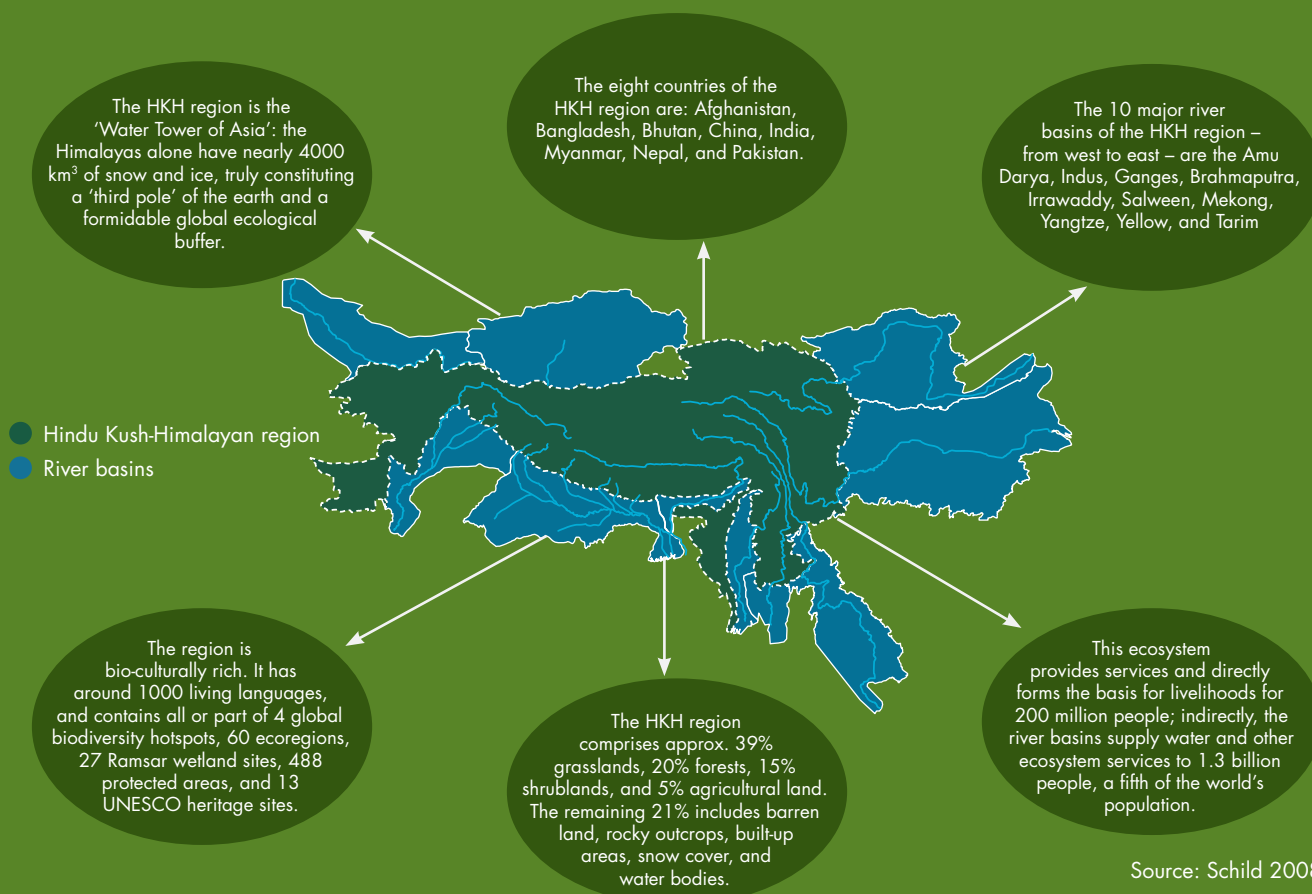 The HKH region is the
'Water Tower of Asia': the
Himalayas alone have nearly 4000
km³ of snow and ice, truly constituting
a 'third pole' of the earth and a
formidable global ecological
buffer.
The eight countries of the
HKH region are: Afghanistan,
Bangladesh, Bhutan, China, India,
Myanmar, Nepal, and Pakistan.
The 10 major river
basins of the HKH region –
from west to east – are the Amu
Darya, Indus, Ganges, Brahmaputra,
Irrawaddy, Salween, Mekong,
Yangtze, Yellow, and Tarim
Hindu Kush-Himalayan region
River basins
The region is
bio-culturally rich. It has
around 1000 living languages,
and contains all or part of 4 global
biodiversity hotspots, 60 ecoregions,
27 Ramsar wetland sites, 488
protected areas, and 13
UNESCO heritage sites.
The HKH region
comprises approx. 39%
grasslands, 20% forests, 15%
shrublands, and 5% agricultural land.
The remaining 21% includes barren
land, rocky outcrops, built-up
areas, snow cover, and
water bodies.
This ecosystem
provides services and directly
forms the basis for livelihoods for
200 million people; indirectly, the
river basins supply water and other
ecosystem services to 1.3 billion
people, a fifth of the world's
population.
Source: Schild